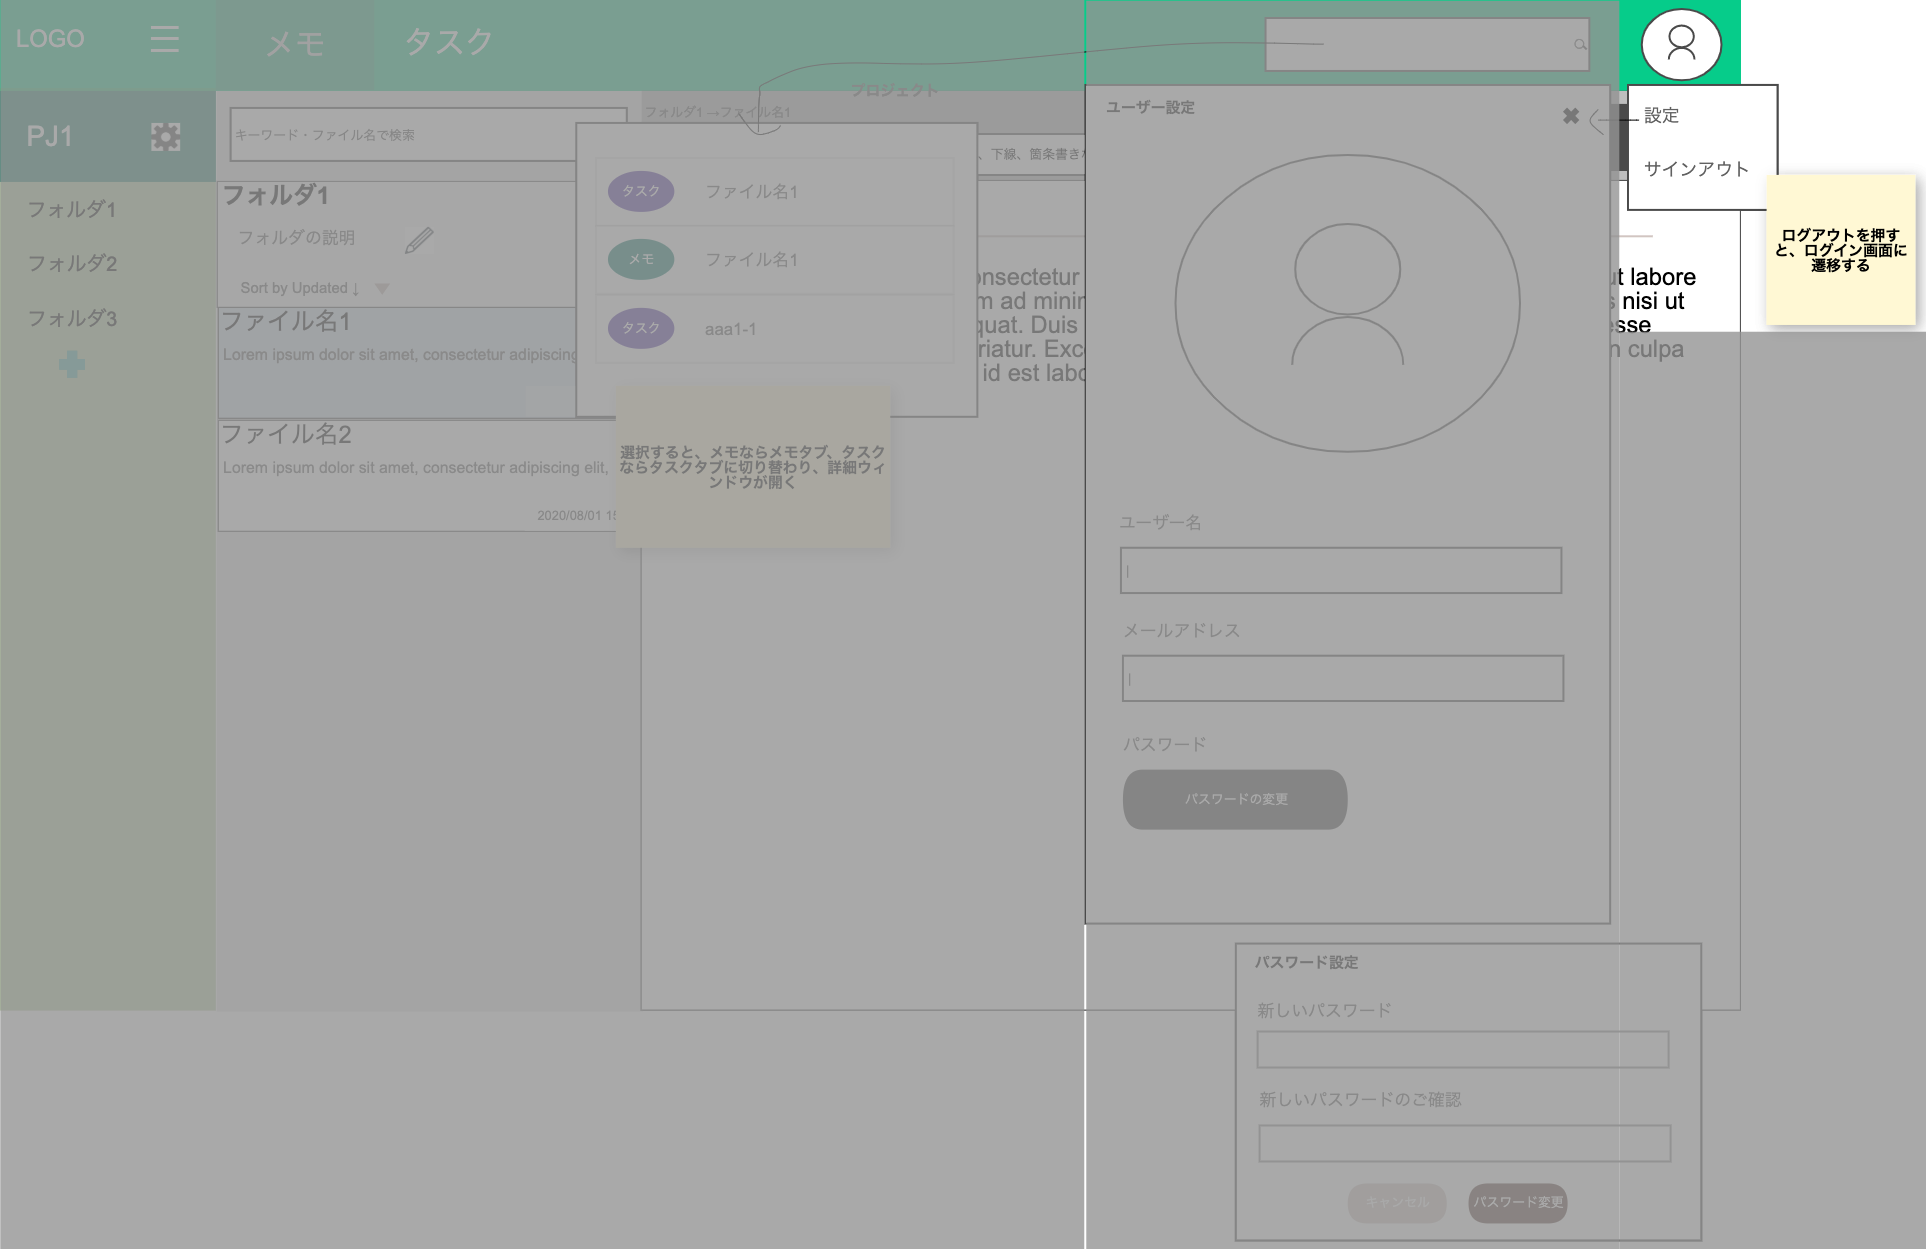 LOGO
メモ
タスク
PJ1
キーワード・ファイル名で検索
プロジェクト
フォルダ1 →ファイル名1
、下線、箇条書き
フォルダ1
フォルダの説明
Sort by Updated ↓
フォルダ1
フォルダ2
フォルダ3
ファイル名1
Lorem ipsum dolor sit amet, consectetur adipiscing
ファイル名2
Lorem ipsum dolor sit amet, consectetur adipiscing elit,
2020/08/01 15
タスク
ファイル名1
メモ
ファイル名1
タスク
aaa1-1
選択すると、メモならメモタブ、タスク
ならタスクタブに切り替わり、詳細ウィ
ンドウが開く
onsectetur
m ad minim
quat. Duis
riatur. Exc
id est labo
ut labore
s nisi ut
esse
n culpa
ユーザー設定
✖
ユーザー名
メールアドレス
パスワード
パスワードの変更
設定
サインアウト
ログアウトを押す
と、ログイン画面に
遷移する
パスワード設定
新しいパスワード
新しいパスワードのご確認
キャンセル
パスワード変更